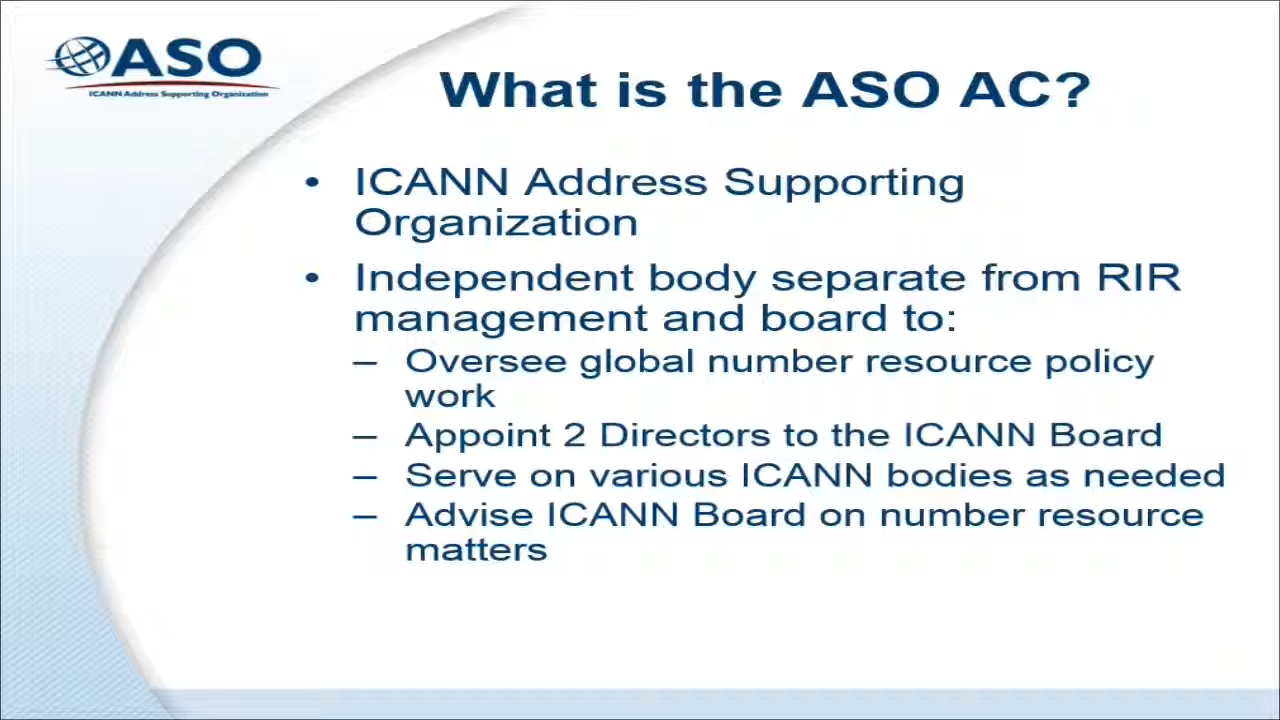 ASO
ICANN Address Supporting Organization
What is the ASO AC?
• ICANN Address Supporting
Organization
• Independent body separate from RIR
management and board to:
– Oversee global number resource policy
work
– Appoint 2 Directors to the ICANN Board
– Serve on various ICANN bodies as needed
– Advise ICANN Board on number resource
matters